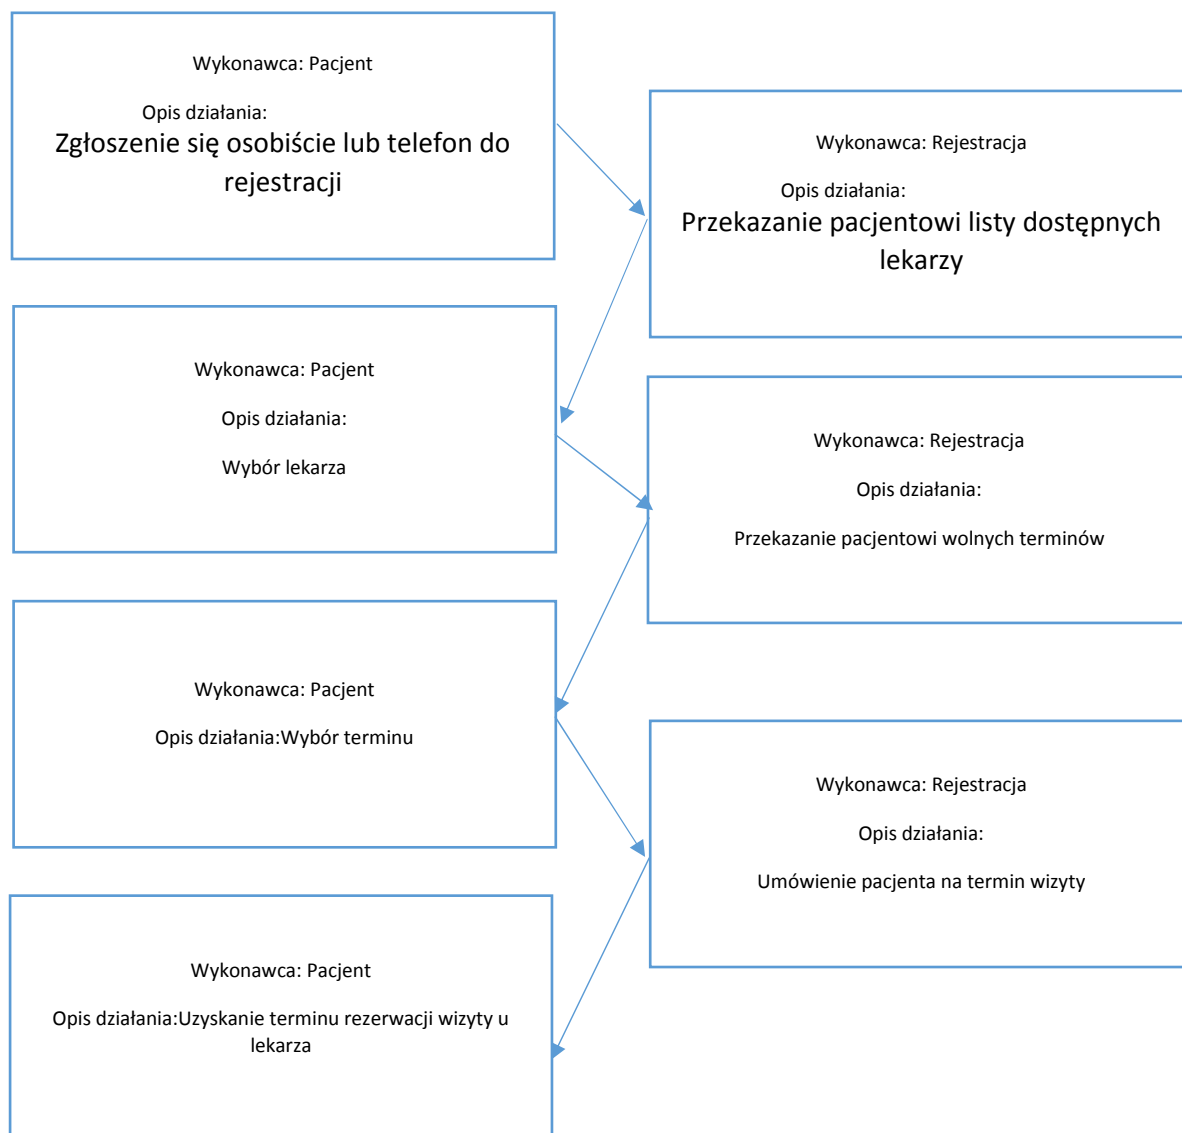 Wykonawca: Pacjent
Opis działania:
Zgłoszenie się osobiście lub telefon do
rejestracji
Wykonawca: Rejestracja
Opis działania:
Przekazanie pacjentowi listy dostępnych
lekarzy
Wykonawca: Pacjent
Opis działania:
Wybór lekarza
Wykonawca: Rejestracja
Opis działania:
Przekazanie pacjentowi wolnych terminów
Wykonawca: Pacjent
Opis działania:Wybór terminu
Wykonawca: Rejestracja
Opis działania:
Umówienie pacjenta na termin wizyty
Wykonawca: Pacjent
Opis działania:Uzyskanie terminu rezerwacji wizyty u
lekarza